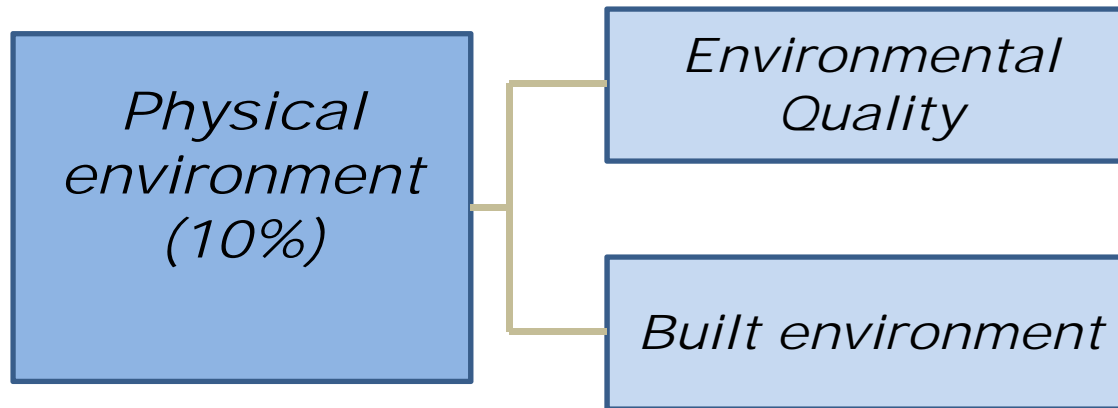 Physical
environment
(10%)
Environmental
Quality
Built environment